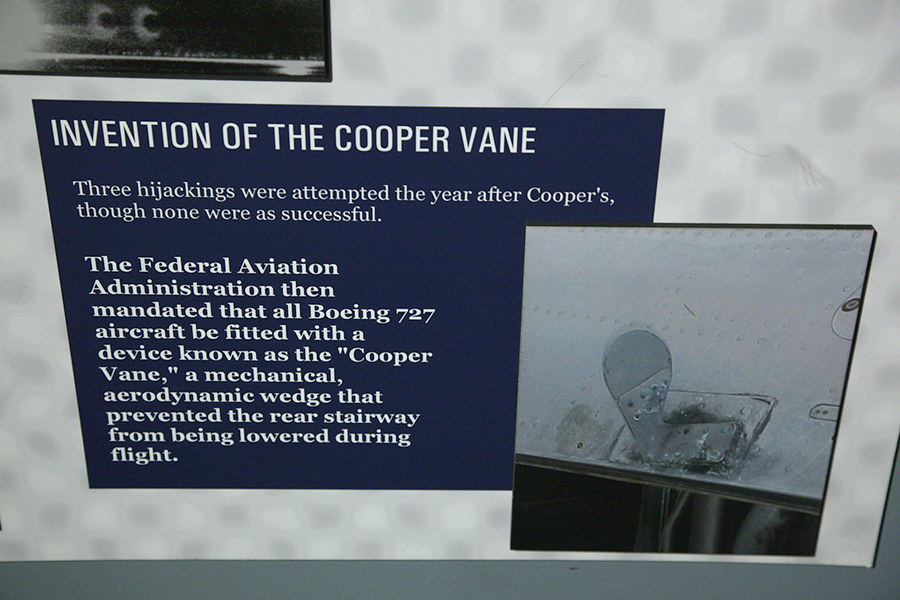 CC
INVENTION OF THE COOPER VANE
Three hijackings were attempted the year after Cooper's,
though none were as successful.
The Federal Aviation
Administration then
mandated that all Boeing 727
aircraft be fitted with a
device known as the "Cooper
Vane," a mechanical,
aerodynamic wedge that
prevented the rear stairway
from being lowered during
flight.